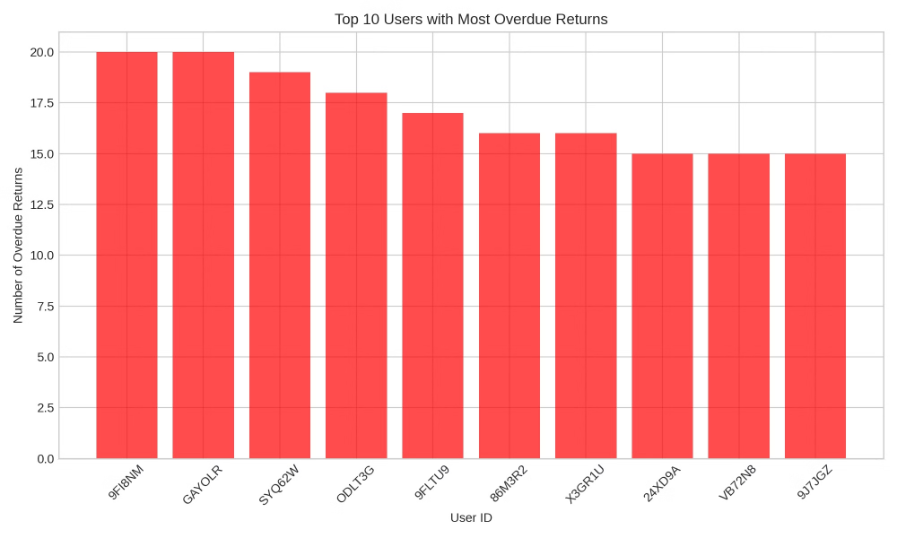 Top 10 Users with Most Overdue Returns
Number of Overdue Returns
20.0
17.5
15.0
12.5
10.0
7.5
5.0
2.5
0.0
9FI8NM
GAYOLR
SYQ62W
ODLT3G
9FLTU9
86M3R2
X3GR1U
24XD9A
VB72N8
9J7JGZ
User ID